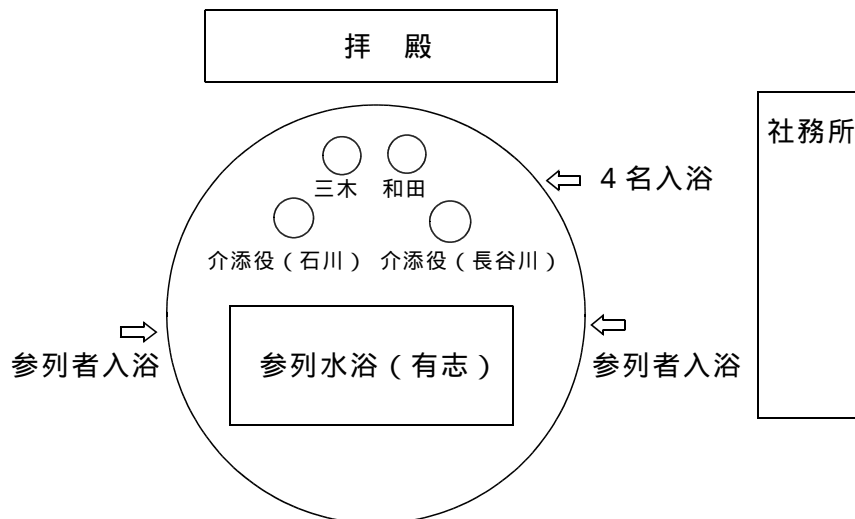 拝　殿
社務所
４名入浴
三木
和田
介添役（石川）
介添役（長谷川）
参列者入浴
参列水浴（有志）
参列者入浴